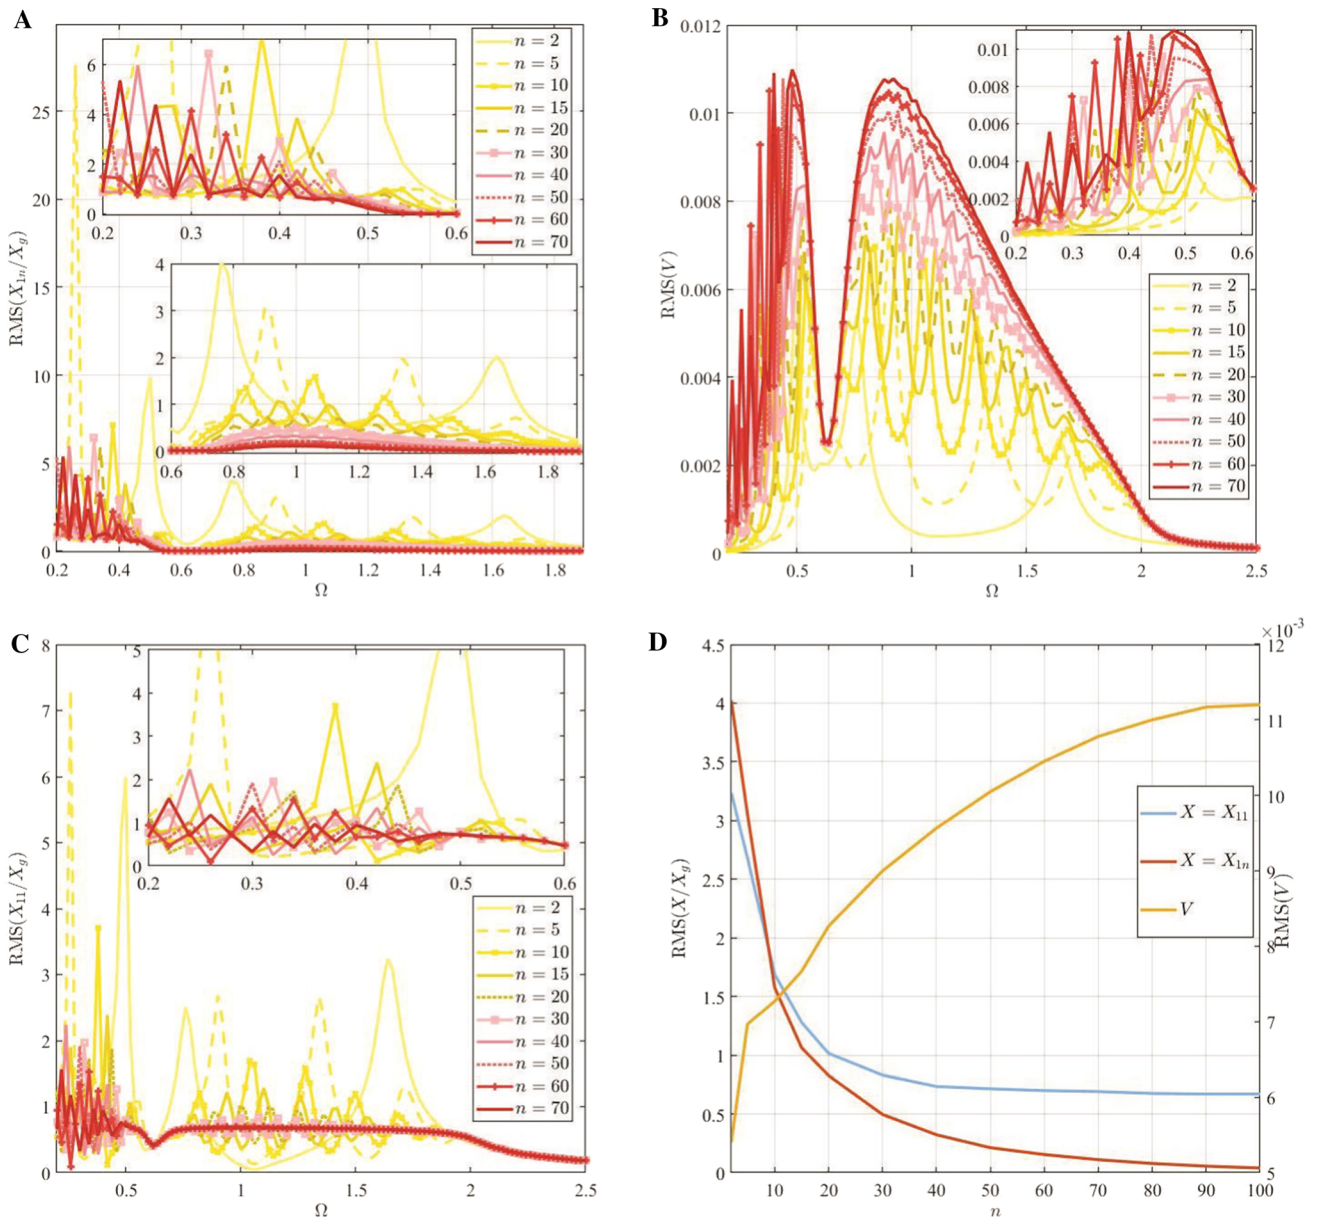 A
RMS(X₁ₙ/X_g)
25
20
15
10
5
0
0.2 0.4 0.6 0.8 1 1.2 1.4 1.6
Ω
6
4
2
0
0.2 0.3 0.4 0.5 0.6
4
3
2
1
0
0.6 0.8 1 1.2 1.4 1.6 1.8
n = 2
n = 5
n = 10
n = 15
n = 20
n = 30
n = 40
n = 50
n = 60
n = 70
B
RMS(V)
0.012
0.010
0.008
0.006
0.004
0.002
0
0.5 1 1.5 2 2.5
Ω
0.01
0.008
0.006
0.004
0.002
0
0.2 0.3 0.4 0.5 0.6
n = 2
n = 5
n = 10
n = 15
n = 20
n = 30
n = 40
n = 50
n = 60
n = 70
C
RMS(X₁₁/X_g)
8
7
6
5
4
3
2
1
0
0.5 1 1.5 2 2.5
Ω
5
4
3
2
1
0
0.2 0.3 0.4 0.5 0.6
n = 2
n = 5
n = 10
n = 15
n = 20
n = 30
n = 40
n = 50
n = 60
n = 70
D
RMS(X/X_g)
4.5
4
3.5
3
2.5
2
1.5
1
0.5
0
10 20 30 40 50 60 70 80 90 100
n
×10⁻³
12
11
10
9
8
7
6
5
RMS(V)
X = X₁₁
X = X₁ₙ
V